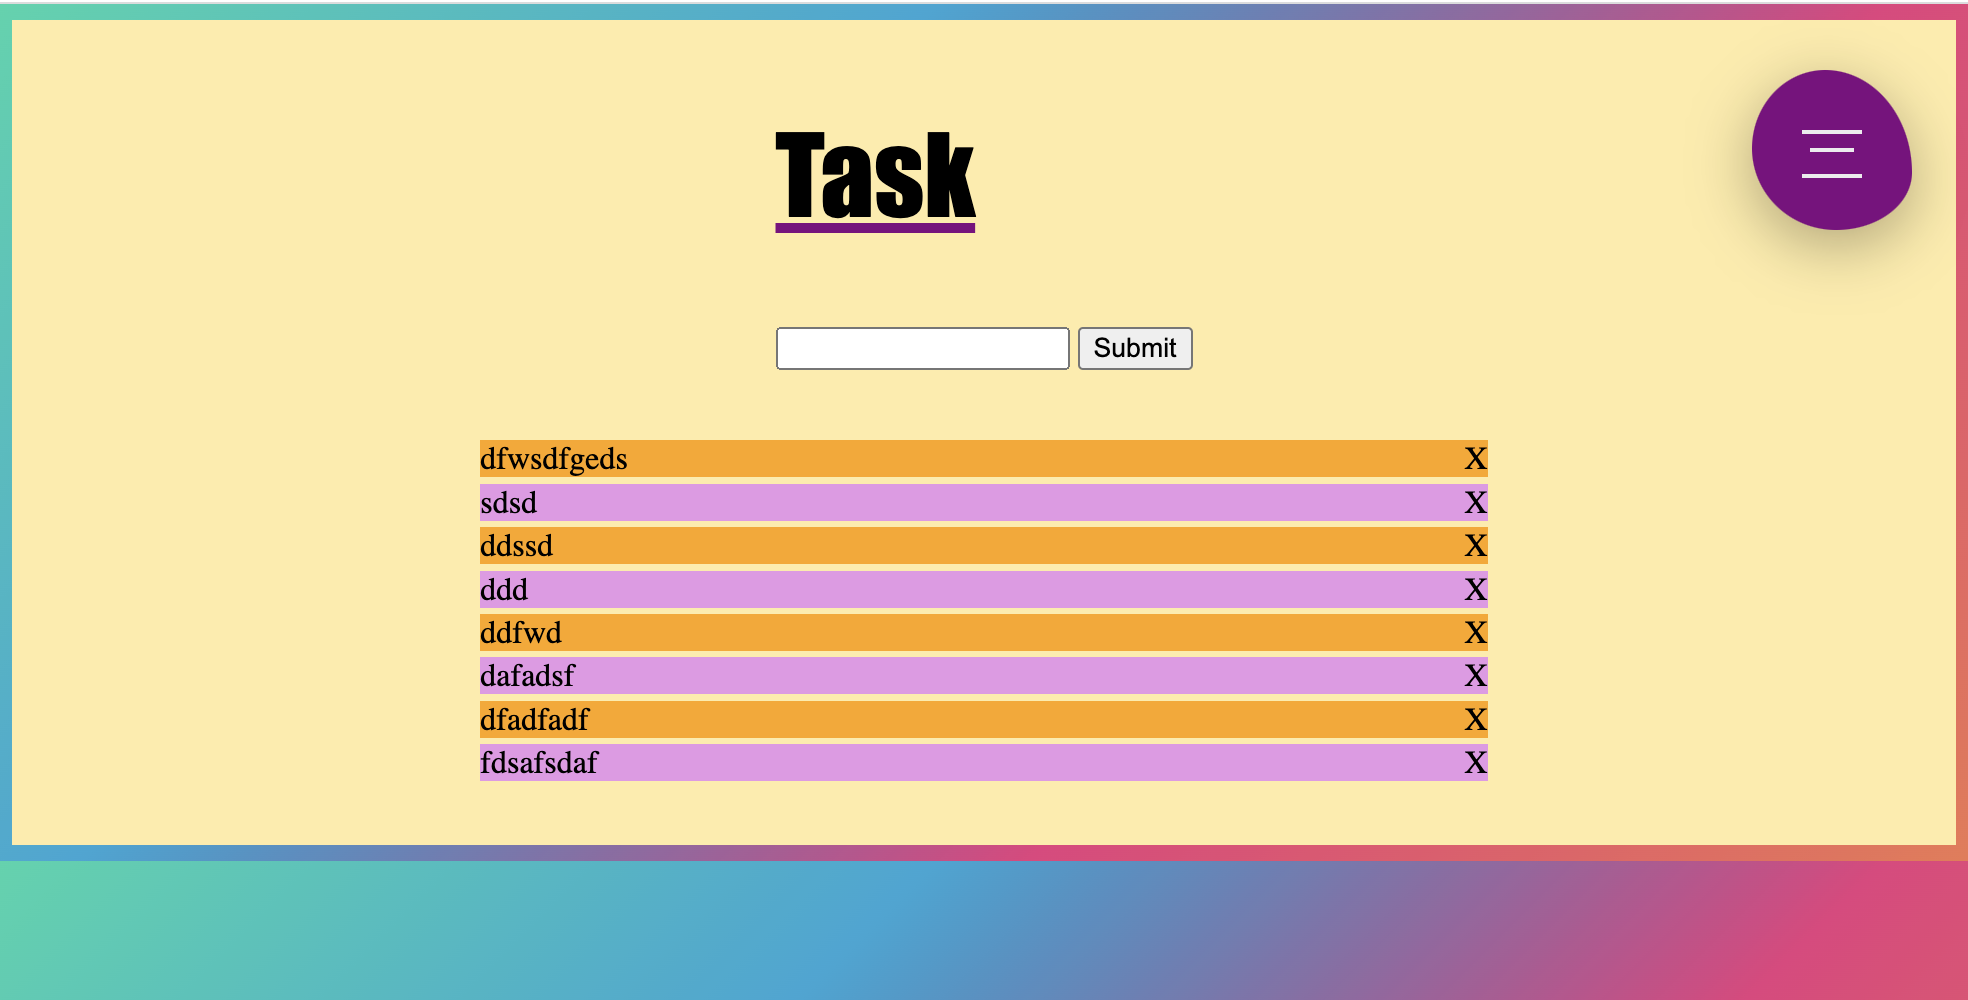 Task
Submit
dfwsdfgeds X
sdsd X
ddssd X
ddd X
ddfwd X
dafadsf X
dfadfadf X
fdsafsdaf X